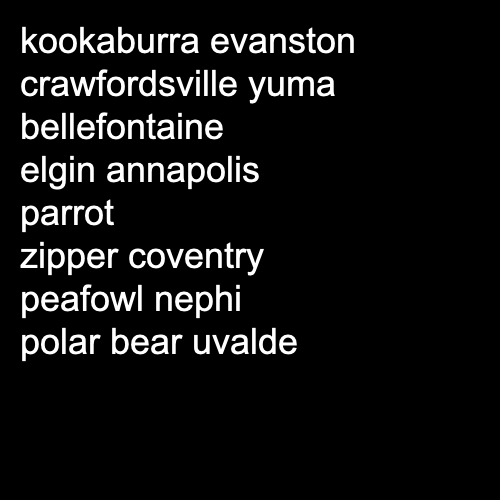 kookaburra evanston
crawfordsville yuma
bellefontaine
elgin annapolis
parrot
zipper coventry
peafowl nephi
polar bear uvalde